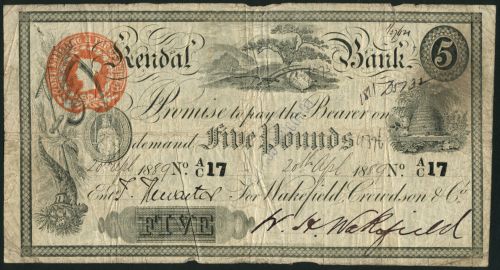 Kendal Bank 5
Promise to pay the Bearer on
demand Five Pounds
20th Apl 1889 No. A/C 17 20th Apl 1889 No. A/C 17
Entd. For Wakefield, Crewdson & Co.
FIVE W. H. Wakefield